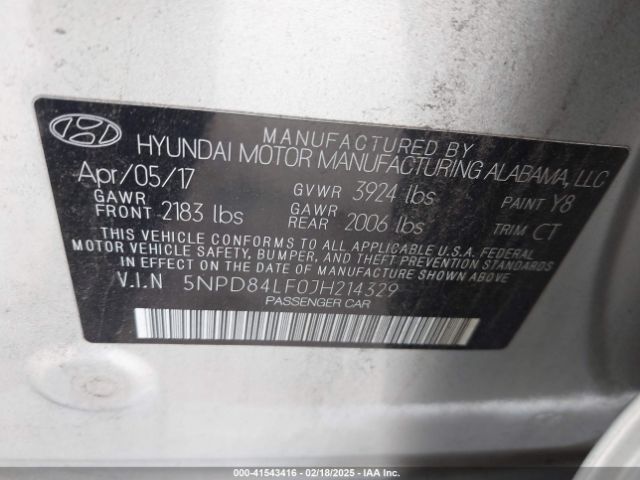 MANUFACTURED BY
HYUNDAI MOTOR MANUFACTURING ALABAMA, LLC
Apr/05/17 GVWR 3924 lbs PAINT Y8
GAWR FRONT 2183 lbs GAWR REAR 2006 lbs TRIM CT
THIS VEHICLE CONFORMS TO ALL APPLICABLE U.S.A. FEDERAL
MOTOR VEHICLE SAFETY, BUMPER, AND THEFT PREVENTION STANDARDS
IN EFFECT ON THE DATE OF MANUFACTURE SHOWN ABOVE.
V.I.N 5NPD84LF0JH214329
PASSENGER CAR
000-41543416 - 02/18/2025 - IAA Inc.